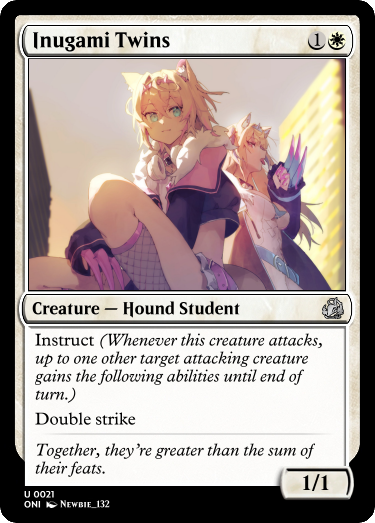 Inugami Twins 1
Creature — Hound Student
Instruct (Whenever this creature attacks,
up to one other target attacking creature
gains the following abilities until end of
turn.)
Double strike
Together, they're greater than the sum of
their feats.
1/1
U 0021
ONI Newbie_132